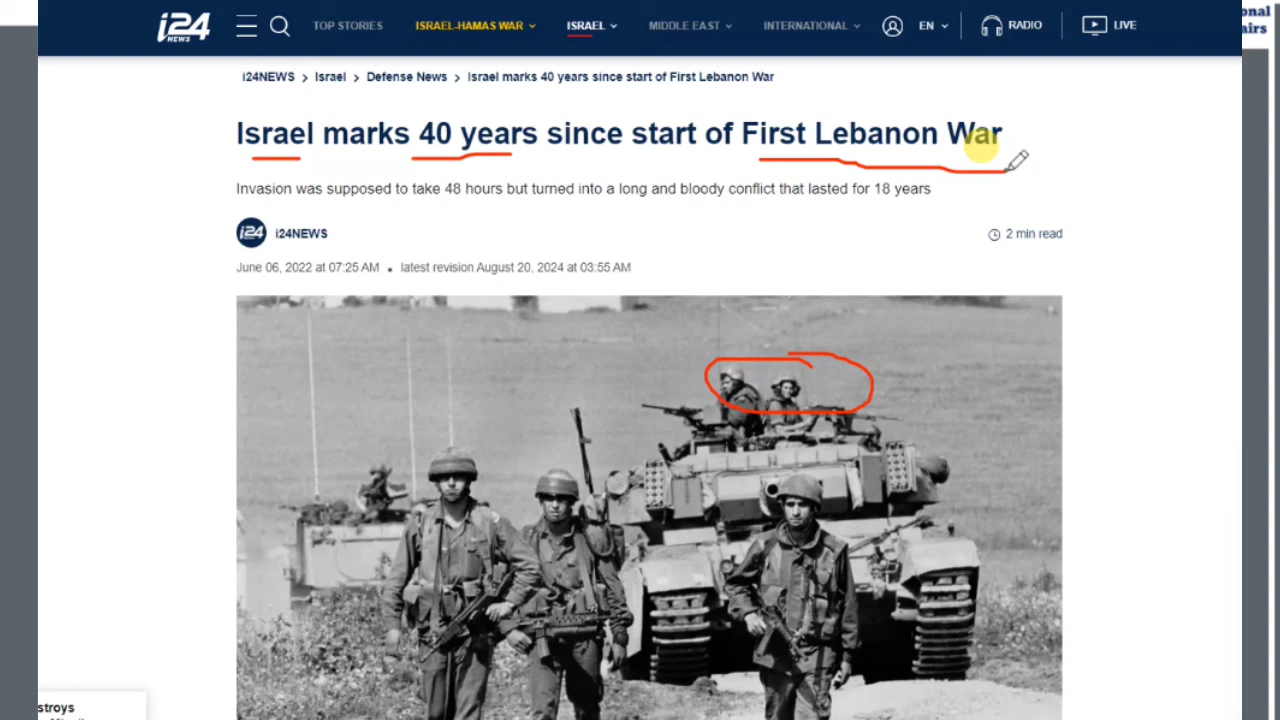 i24 NEWS TOP STORIES ISRAEL-HAMAS WAR ISRAEL MIDDLE EAST INTERNATIONAL EN RADIO LIVE
onal
airs
i24NEWS > Israel > Defense News > Israel marks 40 years since start of First Lebanon War
Israel marks 40 years since start of First Lebanon War
Invasion was supposed to take 48 hours but turned into a long and bloody conflict that lasted for 18 years
i24 i24NEWS 2 min read
June 06, 2022 at 07:25 AM • latest revision August 20, 2024 at 03:55 AM
stroys